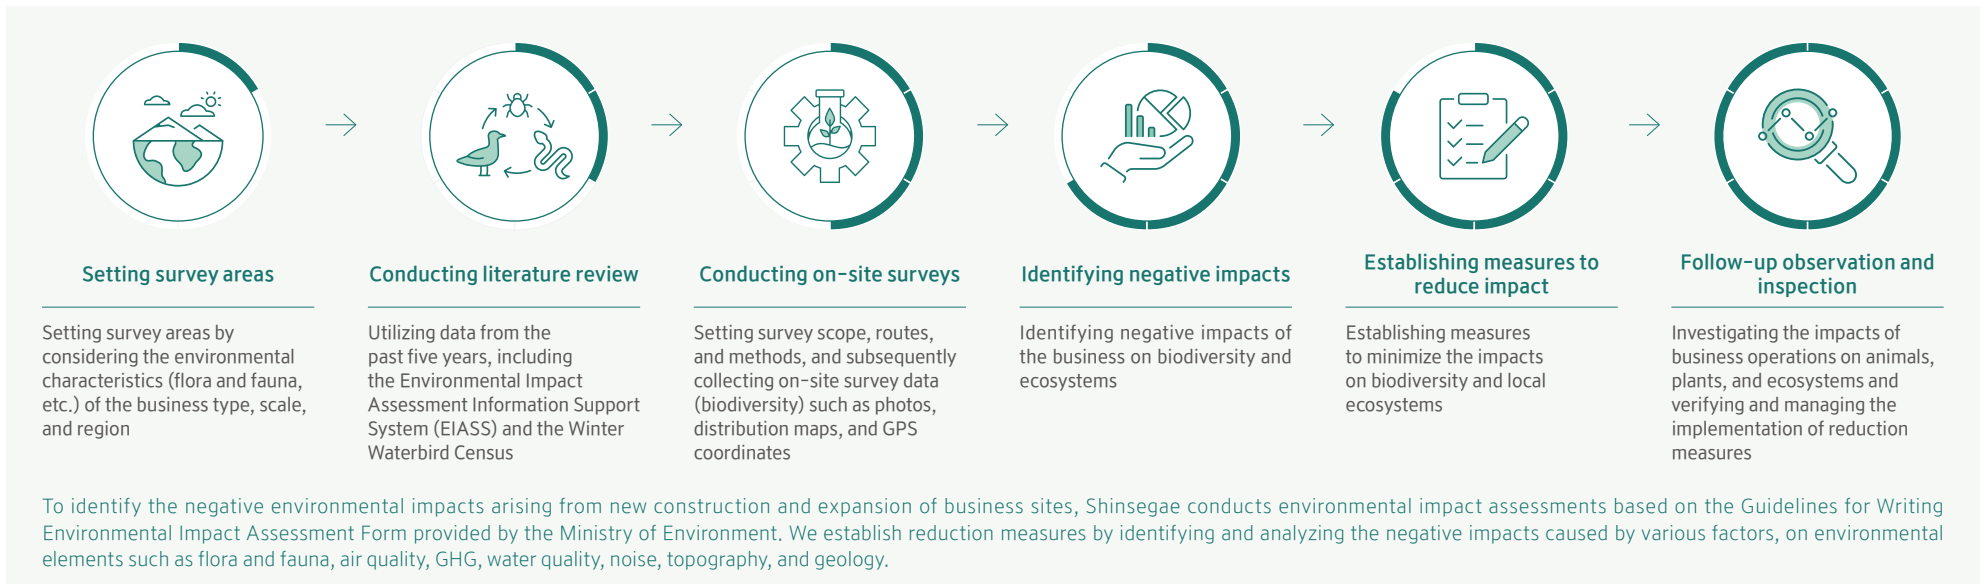 Setting survey areas
Setting survey areas by
considering the environmental
characteristics (flora and fauna,
etc.) of the business type, scale,
and region
Conducting literature review
Utilizing data from the
past five years, including
the Environmental Impact
Assessment Information Support
System (EIASS) and the Winter
Waterbird Census
Conducting on-site surveys
Setting survey scope, routes,
and methods, and subsequently
collecting on-site survey data
(biodiversity) such as photos,
distribution maps, and GPS
coordinates
Identifying negative impacts
Identifying negative impacts of
the business on biodiversity and
ecosystems
Establishing measures to
reduce impact
Establishing measures
to minimize the impacts
on biodiversity and local
ecosystems
Follow-up observation and
inspection
Investigating the impacts of
business operations on animals,
plants, and ecosystems and
verifying and managing the
implementation of reduction
measures
To identify the negative environmental impacts arising from new construction and expansion of business sites, Shinsegae conducts environmental impact assessments based on the Guidelines for Writing
Environmental Impact Assessment Form provided by the Ministry of Environment. We establish reduction measures by identifying and analyzing the negative impacts caused by various factors, on environmental
elements such as flora and fauna, air quality, GHG, water quality, noise, topography, and geology.